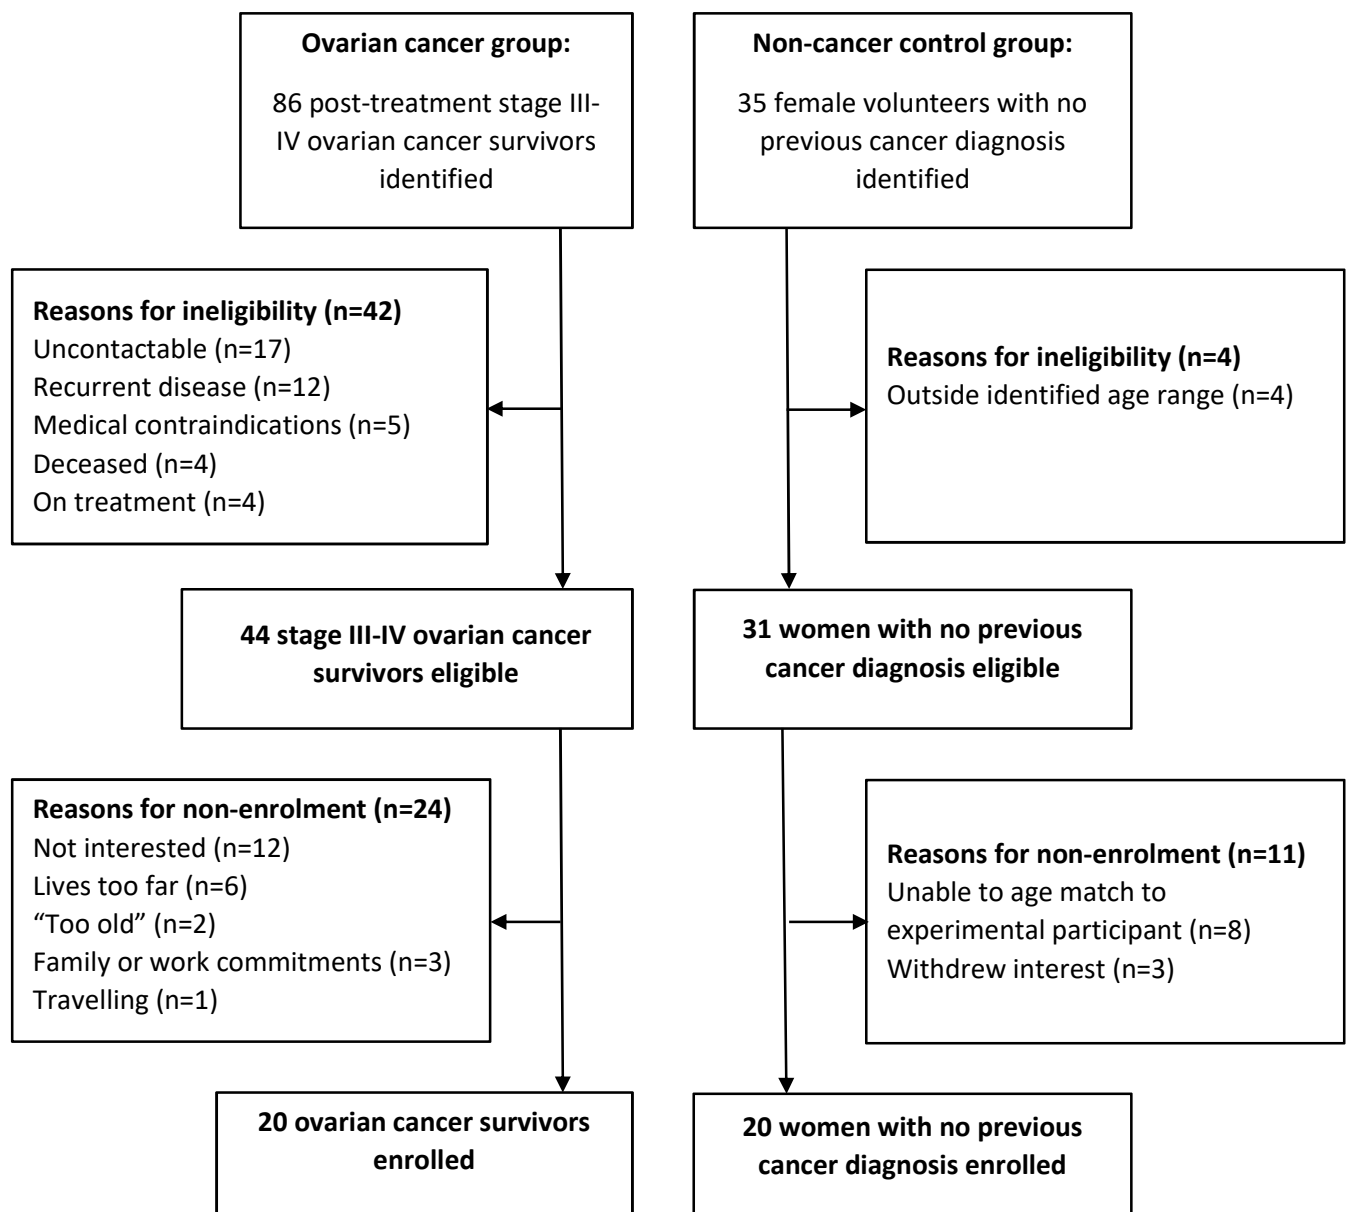 Ovarian cancer group:
86 post-treatment stage III-
IV ovarian cancer survivors
identified
Non-cancer control group:
35 female volunteers with no
previous cancer diagnosis
identified
Reasons for ineligibility (n=42)
Uncontactable (n=17)
Recurrent disease (n=12)
Medical contraindications (n=5)
Deceased (n=4)
On treatment (n=4)
Reasons for ineligibility (n=4)
Outside identified age range (n=4)
44 stage III-IV ovarian cancer
survivors eligible
31 women with no previous
cancer diagnosis eligible
Reasons for non-enrolment (n=24)
Not interested (n=12)
Lives too far (n=6)
“Too old” (n=2)
Family or work commitments (n=3)
Travelling (n=1)
Reasons for non-enrolment (n=11)
Unable to age match to
experimental participant (n=8)
Withdrew interest (n=3)
20 ovarian cancer survivors
enrolled
20 women with no previous
cancer diagnosis enrolled